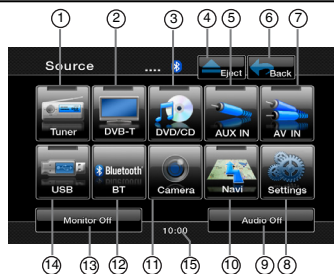 ① ② ③ ④ ⑤ ⑥ ⑦
Source .... Eject Back
Tuner DVB-T DVD/CD AUX IN AV IN
Bluetooth
USB BT Camera Navi Settings
Monitor Off Audio Off
10:00
⑭ ⑬ ⑫ ⑪ ⑮ ⑩ ⑨ ⑧